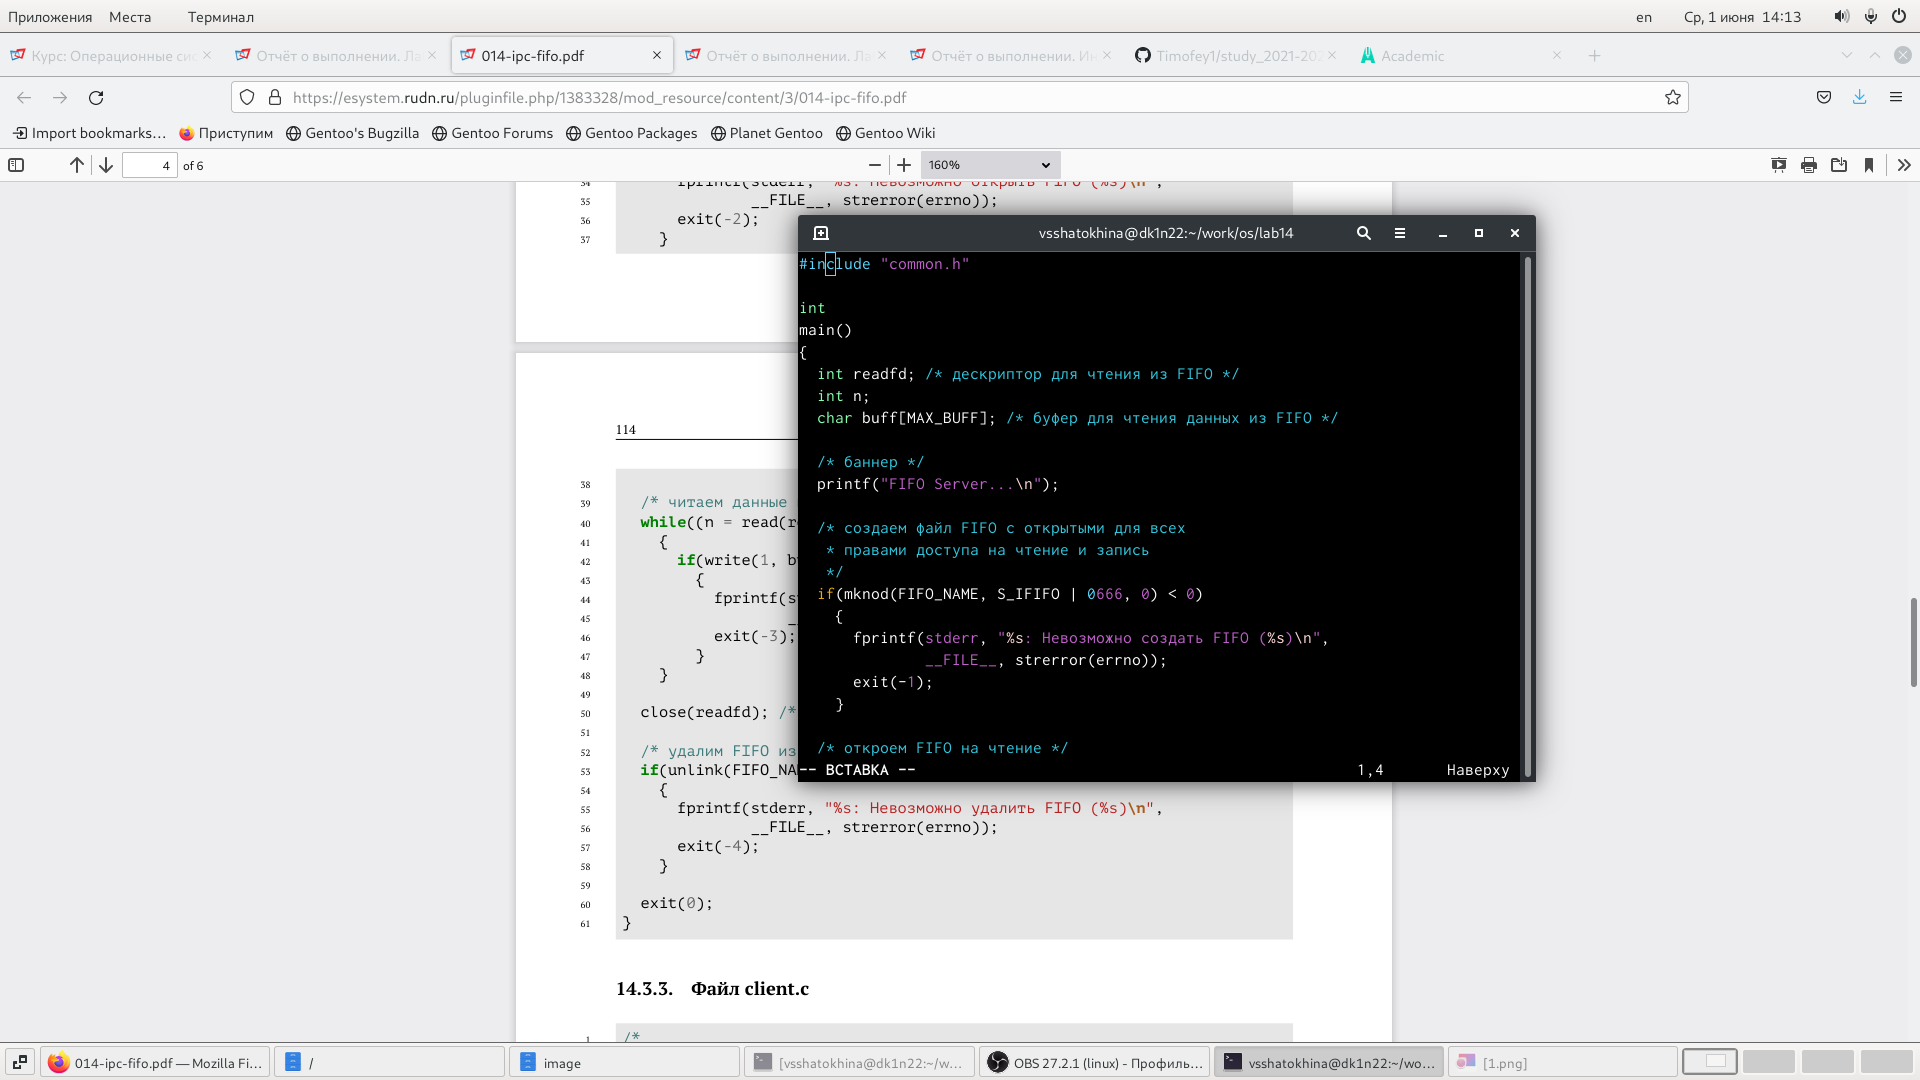 Приложения Места Терминал en Ср, 1 июня 14:13
Курс: Операционные сис Отчёт о выполнении. Ла 014-ipc-fifo.pdf Отчёт о выполнении. Ла Отчёт о выполнении. Ин Timofey1/study_2021-202 Academic
https://esystem.rudn.ru/pluginfile.php/1383328/mod_resource/content/3/014-ipc-fifo.pdf
Import bookmarks… Приступим Gentoo's Bugzilla Gentoo Forums Gentoo Packages Planet Gentoo Gentoo Wiki
4 of 6 160%
34 fprintf(stderr, "%s: Невозможно открыть FIFO (%s)\n",
35 __FILE__, strerror(errno));
36 exit(-2);
37 }
114
38
39 /* читаем данные
40 while((n = read(r
41 {
42 if(write(1, b
43 {
44 fprintf(s
45
46 exit(-3);
47 }
48 }
49
50 close(readfd); /*
51
52 /* удалим FIFO из
53 if(unlink(FIFO_NA
54 {
55 fprintf(stderr, "%s: Невозможно удалить FIFO (%s)\n",
56 __FILE__, strerror(errno));
57 exit(-4);
58 }
59
60 exit(0);
61 }
14.3.3. Файл client.c
1 /*
vsshatokhina@dk1n22:~/work/os/lab14
#include "common.h"
int
main()
{
int readfd; /* дескриптор для чтения из FIFO */
int n;
char buff[MAX_BUFF]; /* буфер для чтения данных из FIFO */
/* баннер */
printf("FIFO Server...\n");
/* создаем файл FIFO с открытыми для всех
* правами доступа на чтение и запись
*/
if(mknod(FIFO_NAME, S_IFIFO | 0666, 0) < 0)
{
fprintf(stderr, "%s: Невозможно создать FIFO (%s)\n",
__FILE__, strerror(errno));
exit(-1);
}
/* откроем FIFO на чтение */
-- ВСТАВКА -- 1,4 Наверху
014-ipc-fifo.pdf — Mozilla Fi… / image [vsshatokhina@dk1n22:~/w… OBS 27.2.1 (linux) - Профиль… vsshatokhina@dk1n22:~/wo… [1.png]